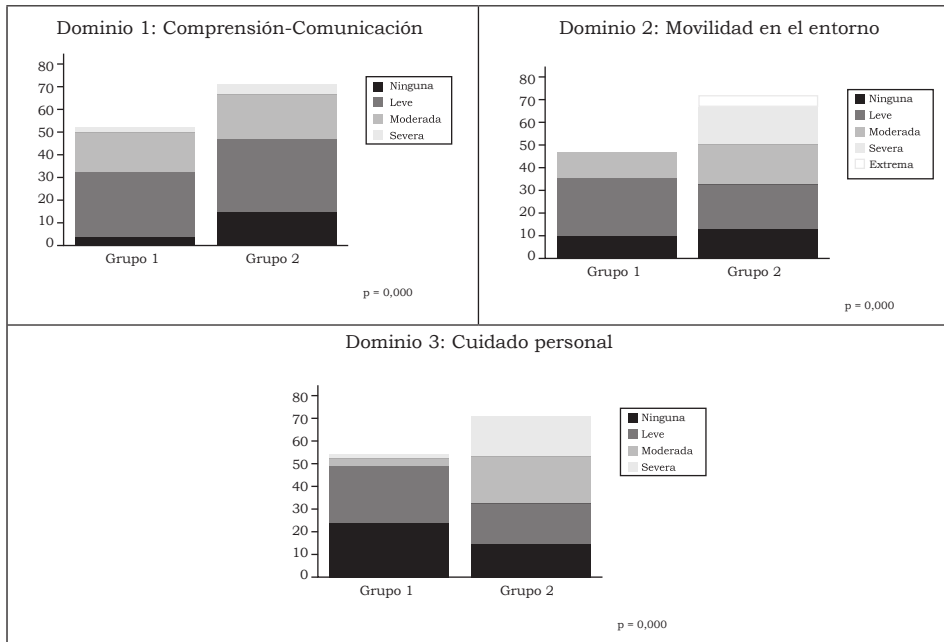 Dominio 1: Comprensión-Comunicación
80
70
60
50
40
30
20
10
0
Grupo 1
Grupo 2
Ninguna
Leve
Moderada
Severa
p = 0,000
Dominio 2: Movilidad en el entorno
80
70
60
50
40
30
20
10
0
Grupo 1
Grupo 2
Ninguna
Leve
Moderada
Severa
Extrema
p = 0,000
Dominio 3: Cuidado personal
80
70
60
50
40
30
20
10
0
Grupo 1
Grupo 2
Ninguna
Leve
Moderada
Severa
p = 0,000